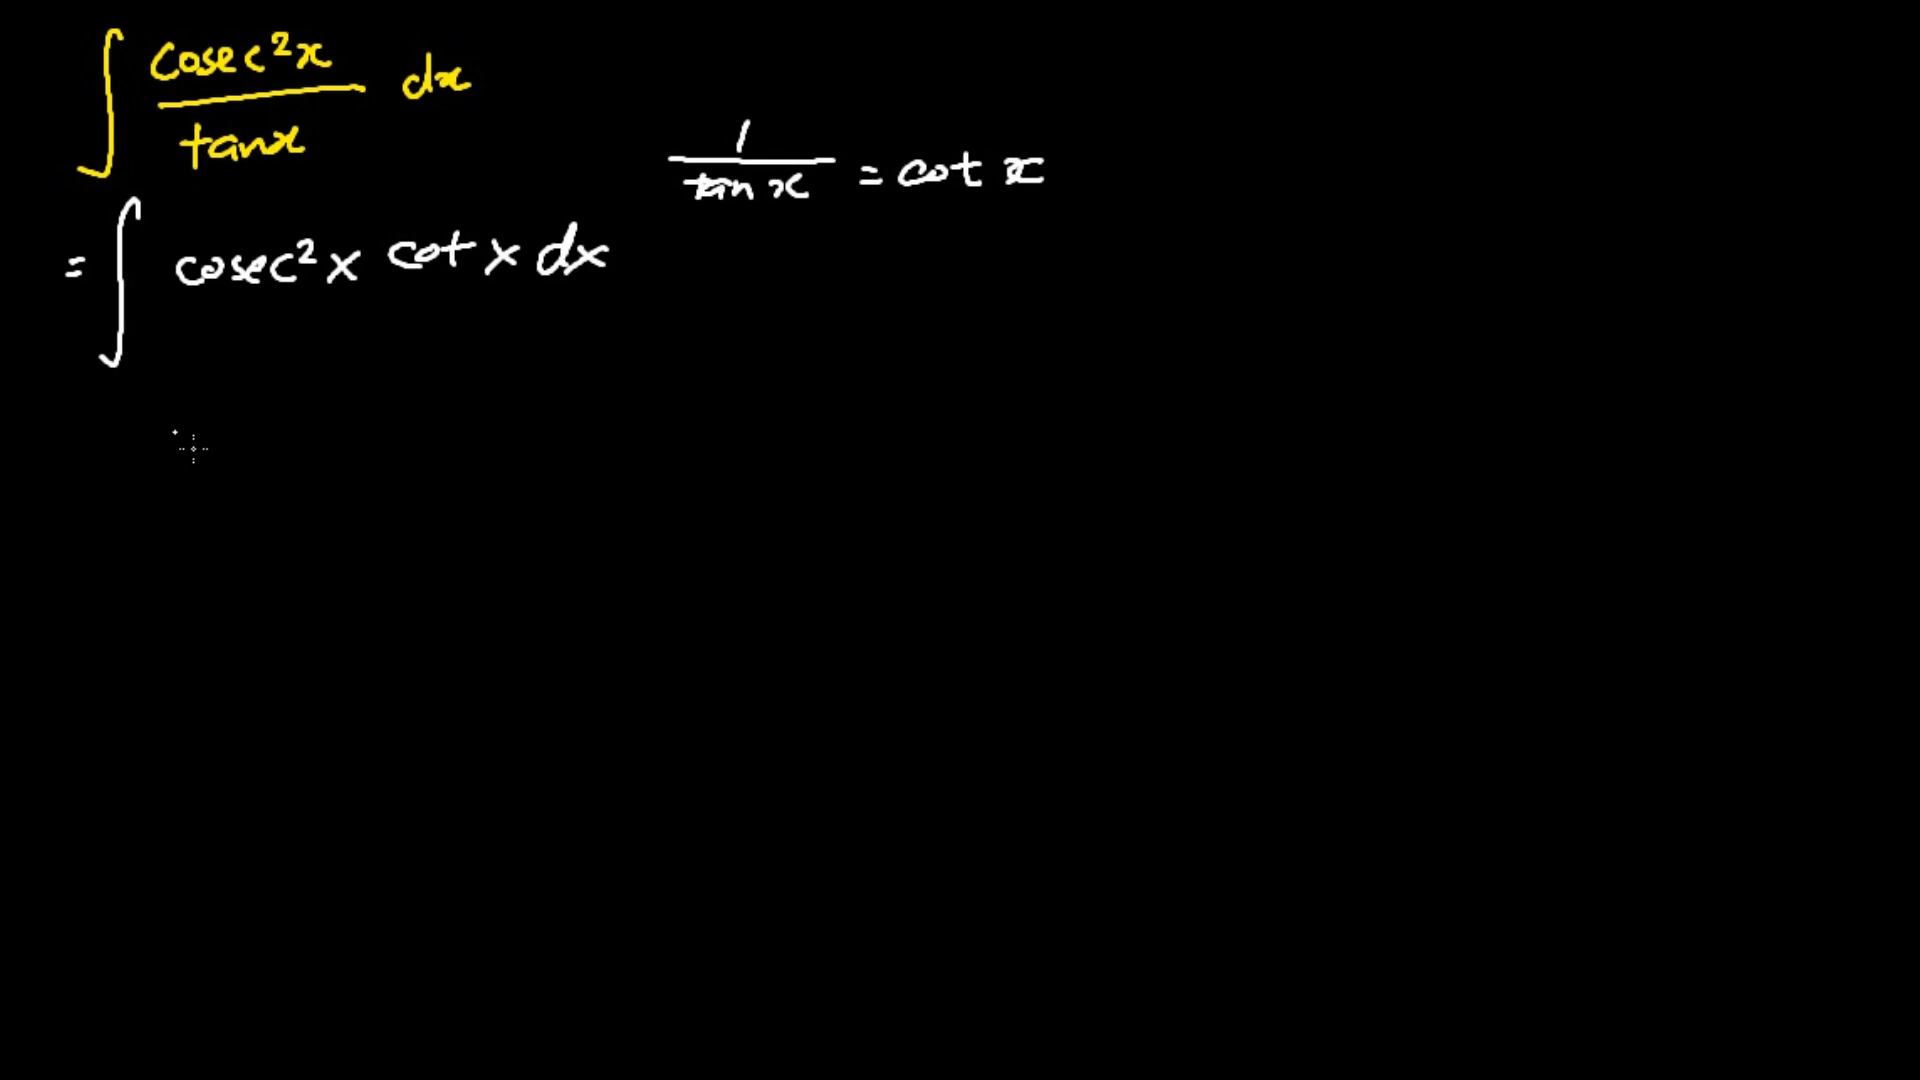 ∫ cosec²x / tanx dx
1 / tan x = cot x
= ∫ cosec²x cot x dx